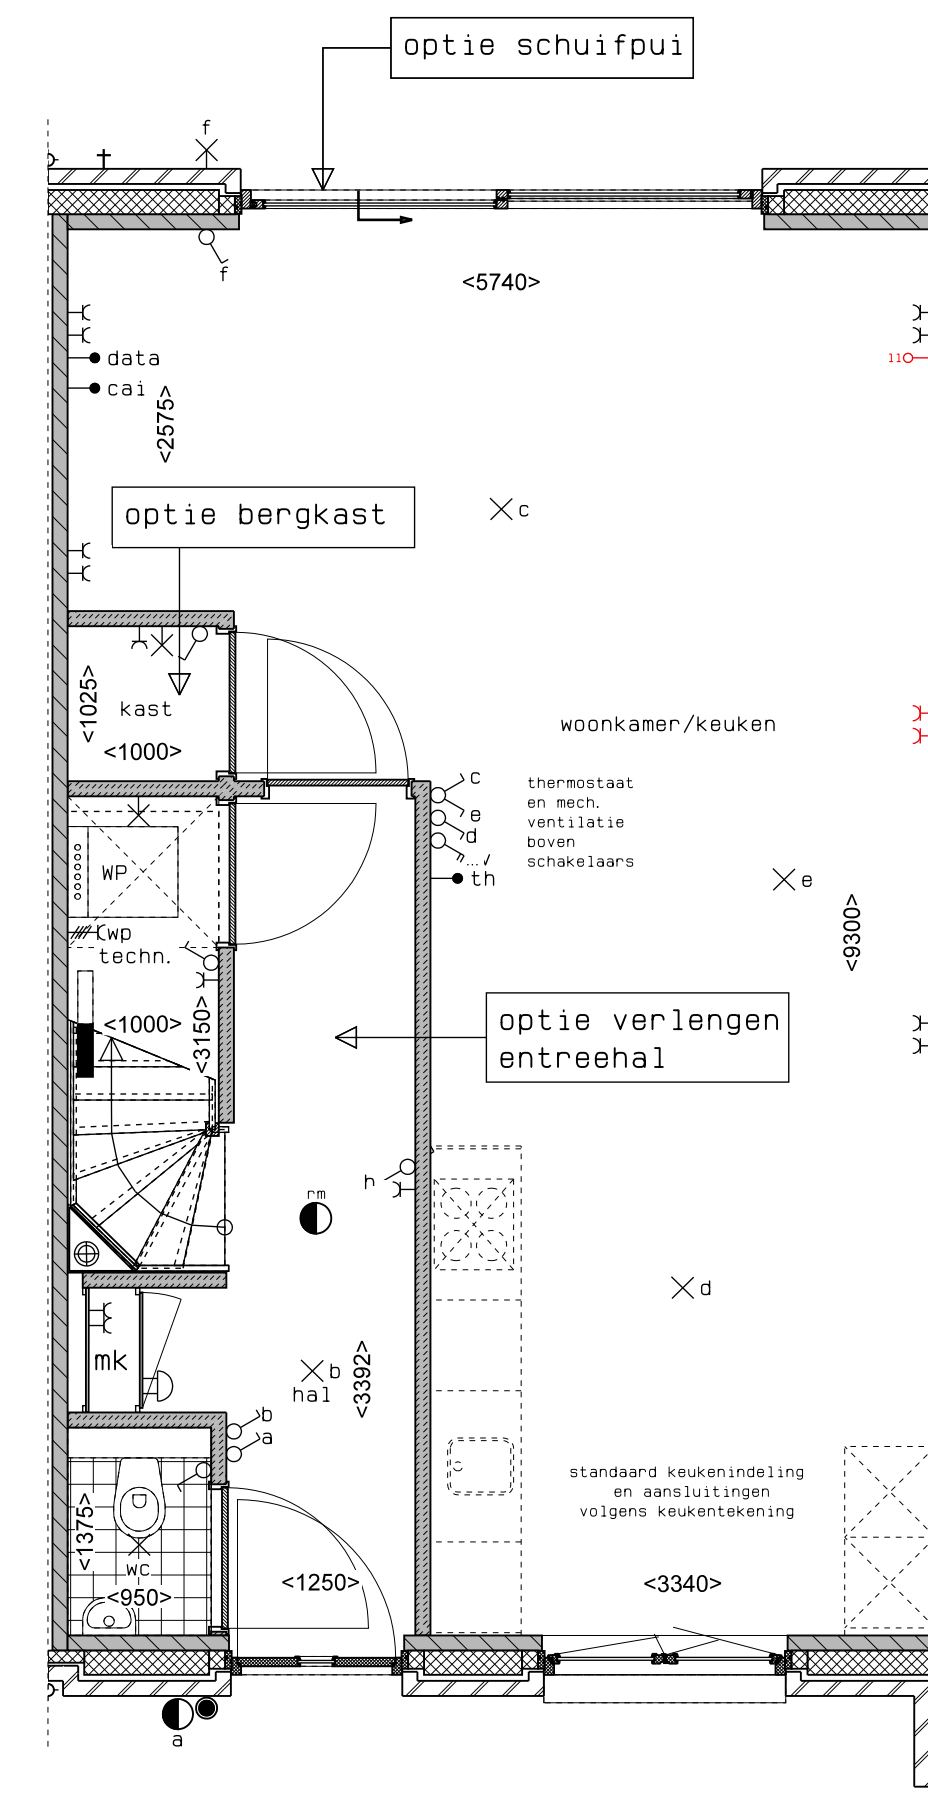 optie schuifpui
f
f
<5740>
data
11
cai
<2575>
optie bergkast
c
<1025>
kast
<1000>
woonkamer/keuken
c
e
d
thermostaat
en mech.
ventilatie
boven
schakelaars
WP
th
e
wp
techn.
<9300>
<1000>
<3150>
optie verlengen
entreehal
h
rm
d
mk
b
hal
<3392>
b
a
standaard keukenindeling
en aansluitingen
volgens keukentekening
<1375>
wc
<950>
<1250>
<3340>
a